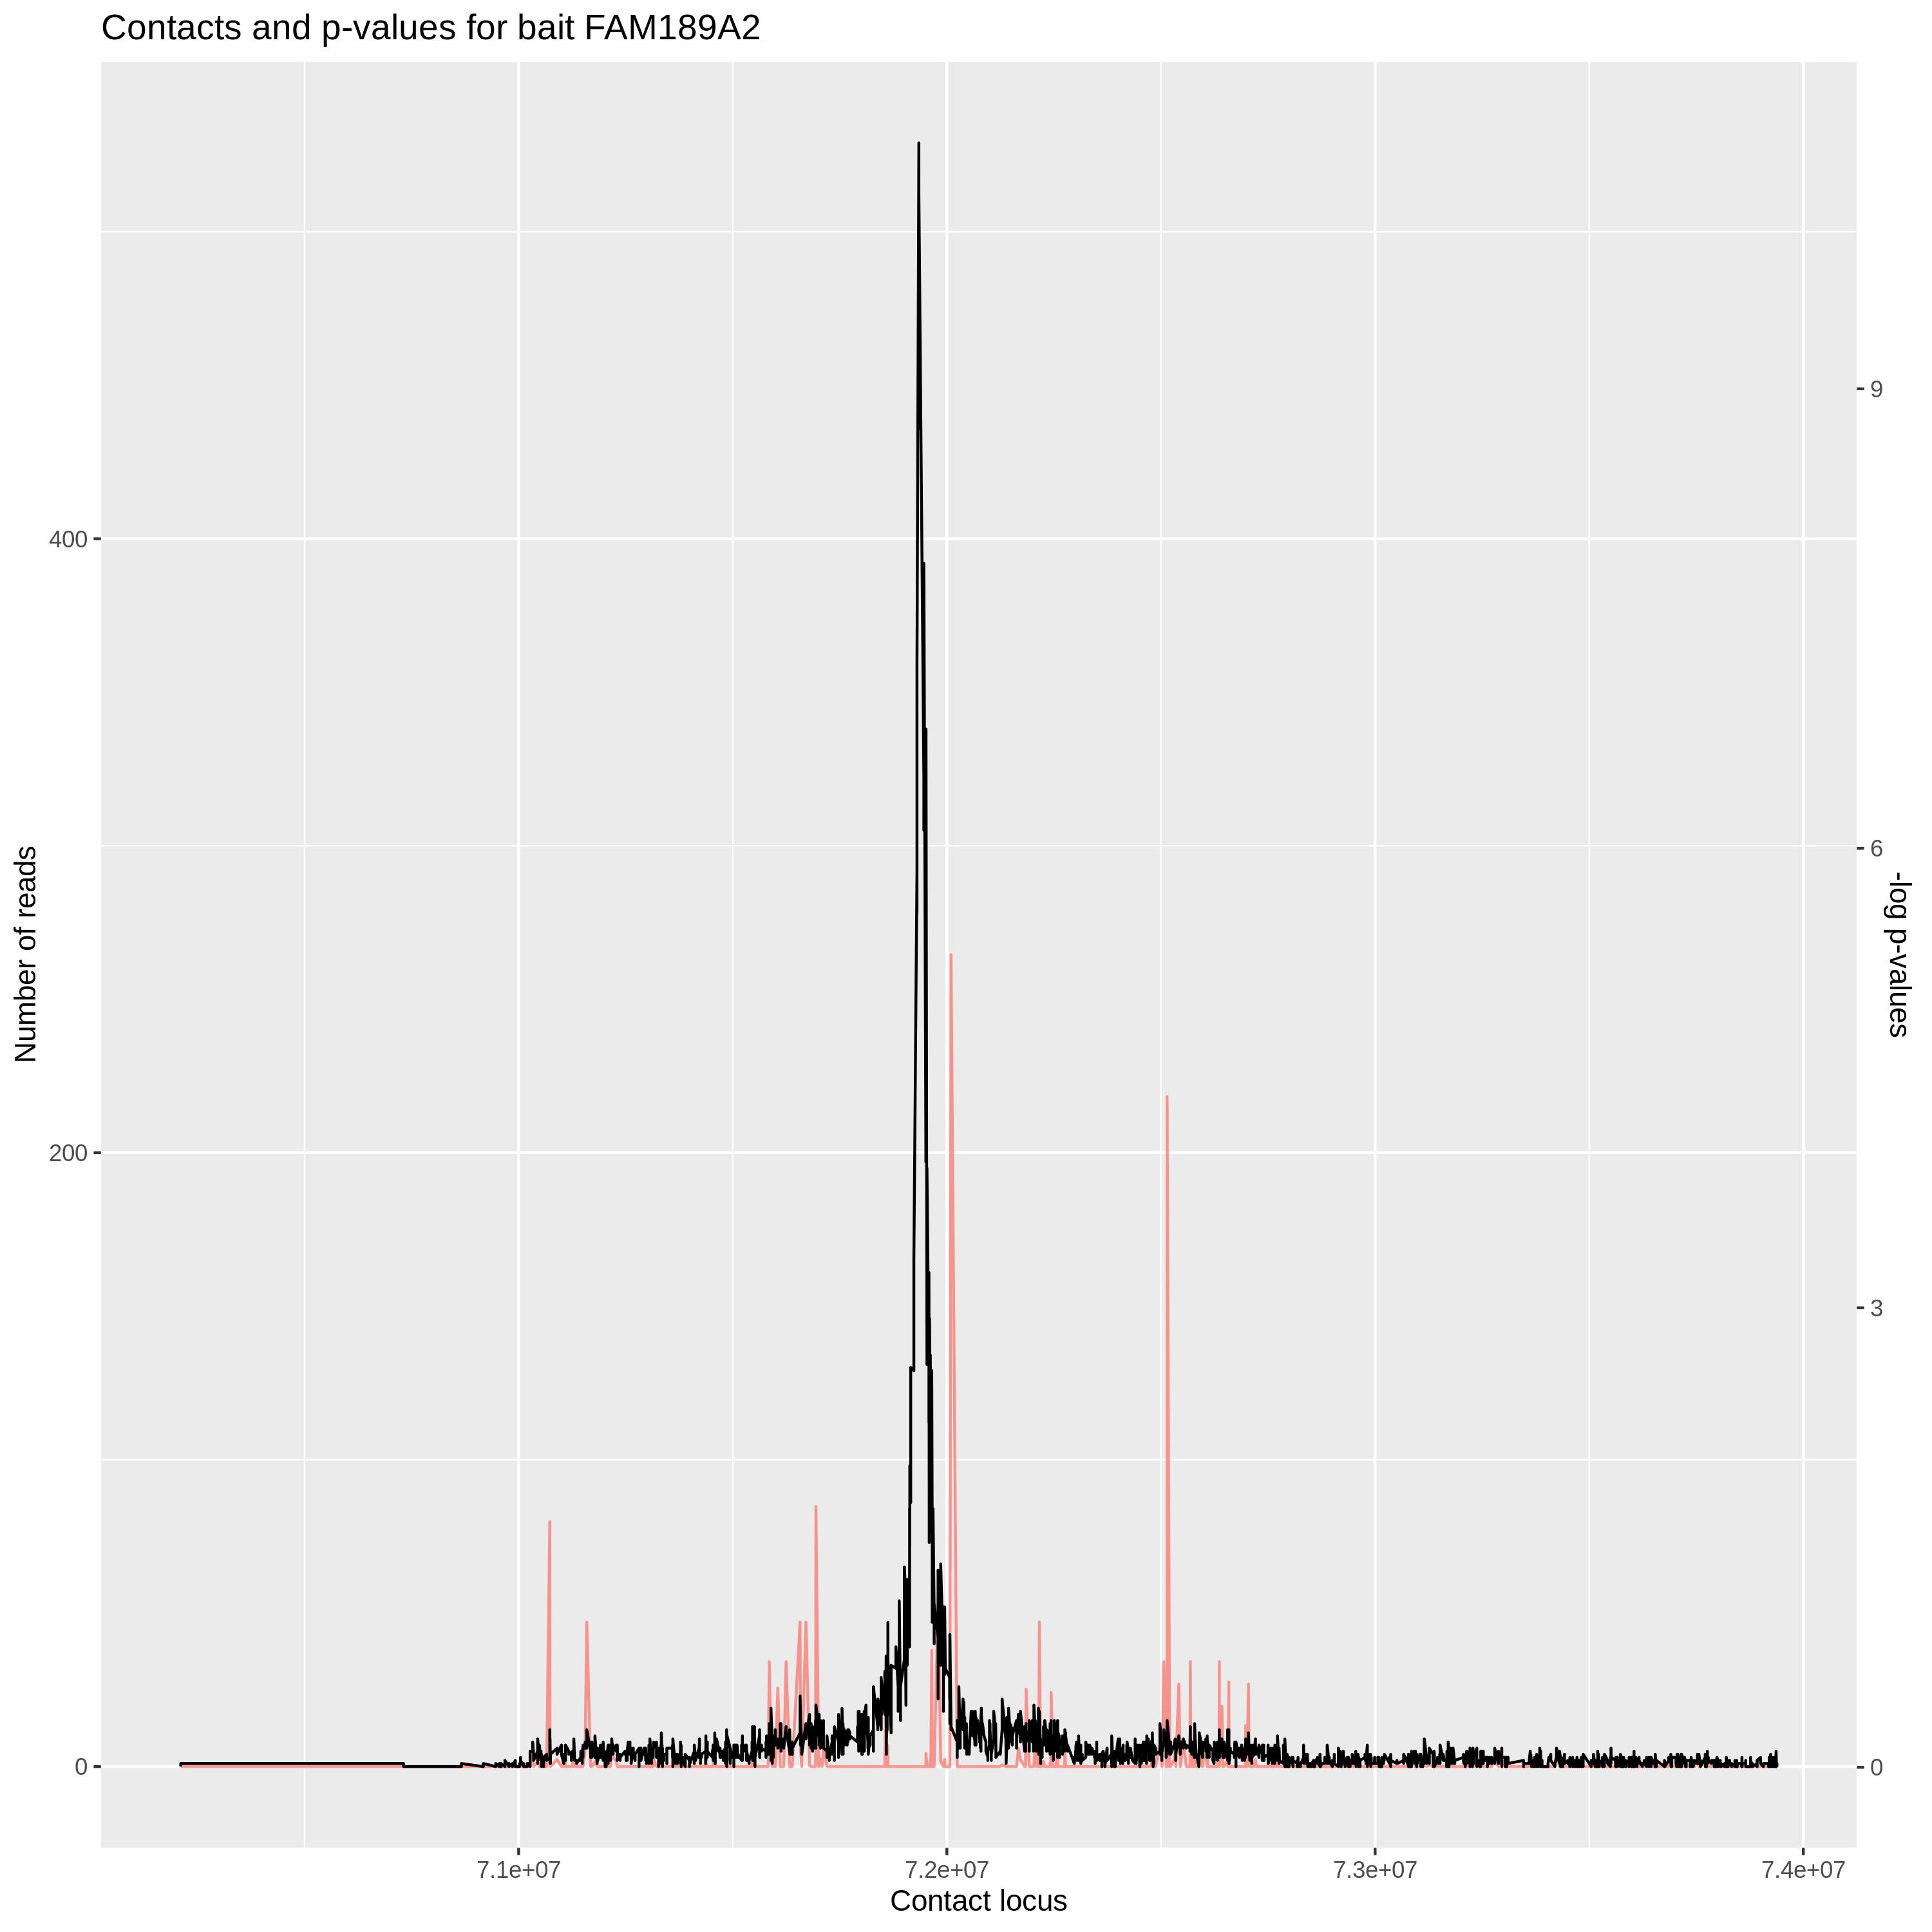 Contacts and p-values for bait FAM189A2
Number of reads
400
200
0
9
6
3
0
-log p-values
7.1e+07
7.2e+07
7.3e+07
7.4e+07
Contact locus